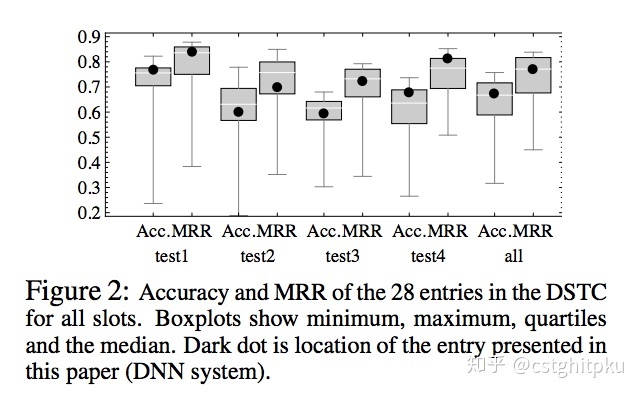 0.9
0.8
0.7
0.6
0.5
0.4
0.3
0.2
Acc.MRR Acc.MRR Acc.MRR Acc.MRR Acc.MRR
test1 test2 test3 test4 all
Figure 2: Accuracy and MRR of the 28 entries in the DSTC
for all slots. Boxplots show minimum, maximum, quartiles
and the median. Dark dot is location of the entry presented in
this paper (DNN system).
知乎 @cstghitpku